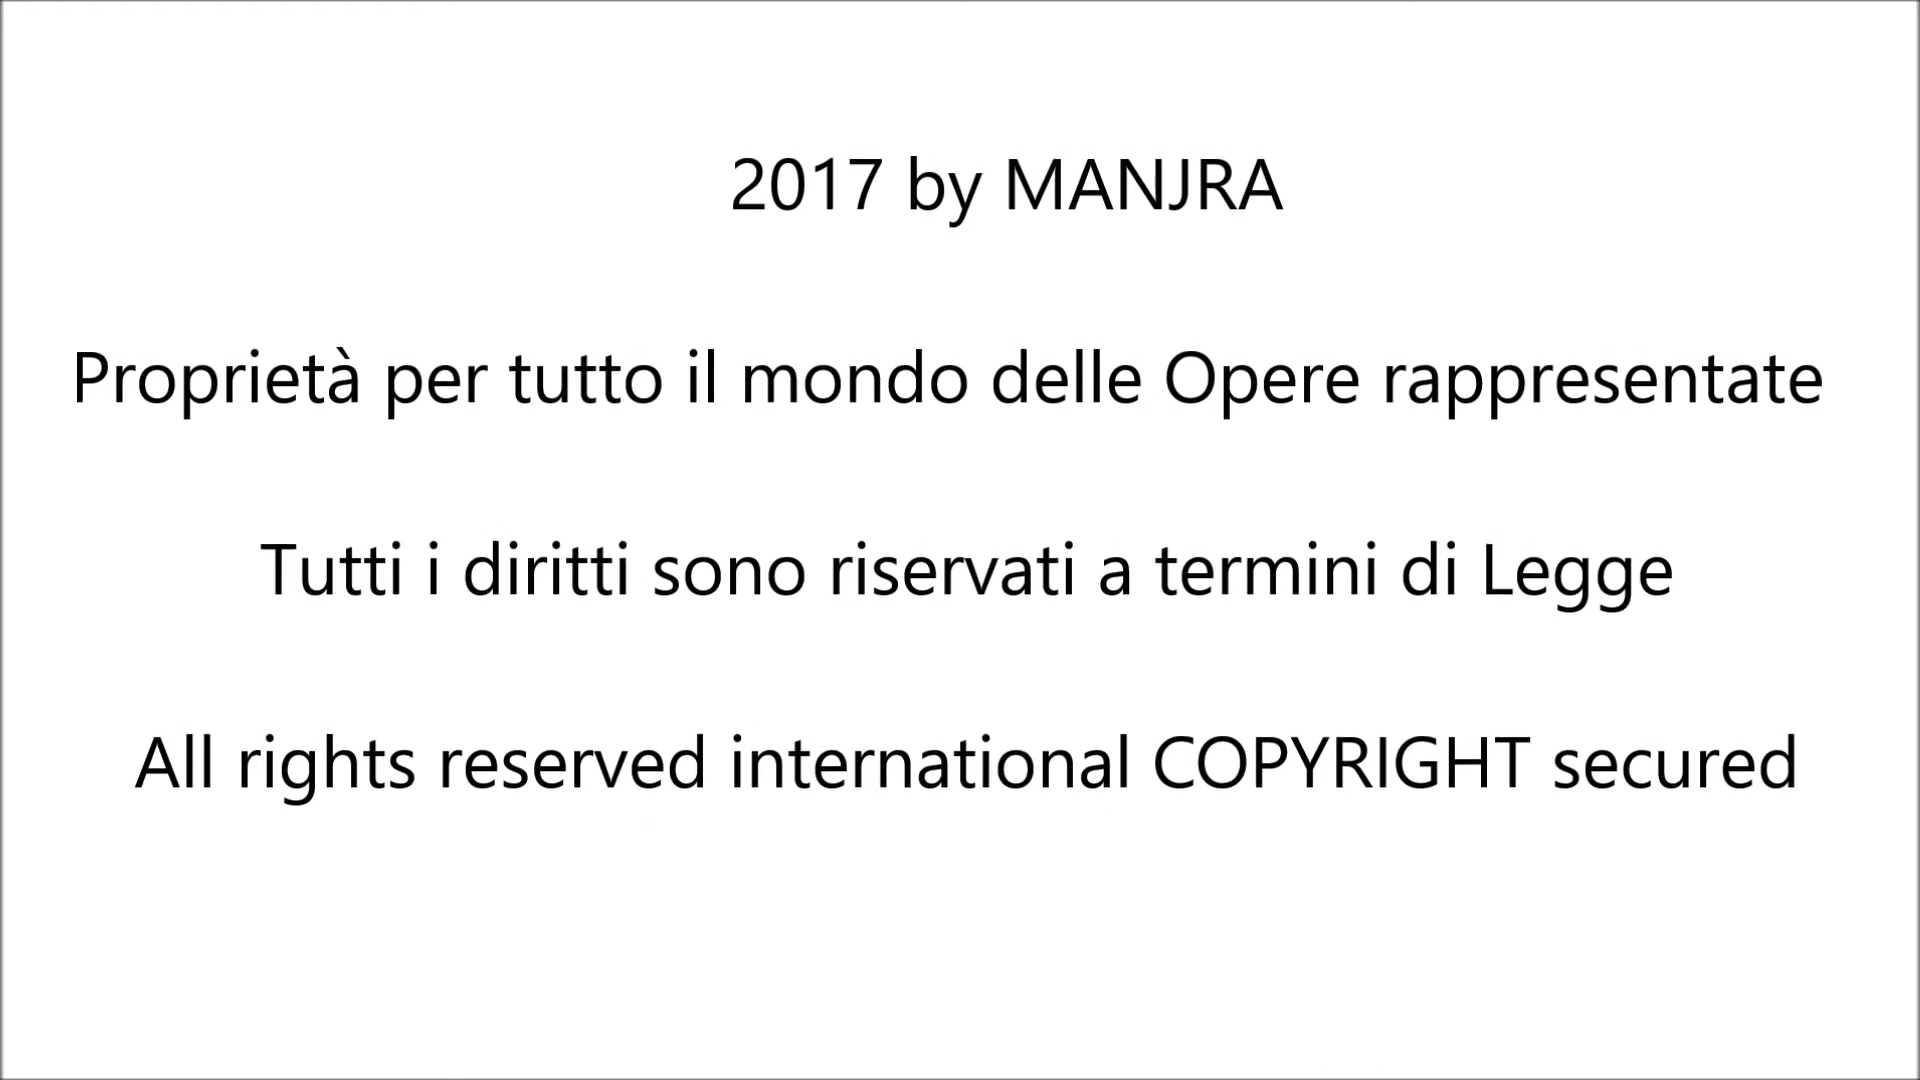 2017 by MANJRA
Proprietà per tutto il mondo delle Opere rappresentate
Tutti i diritti sono riservati a termini di Legge
All rights reserved international COPYRIGHT secured